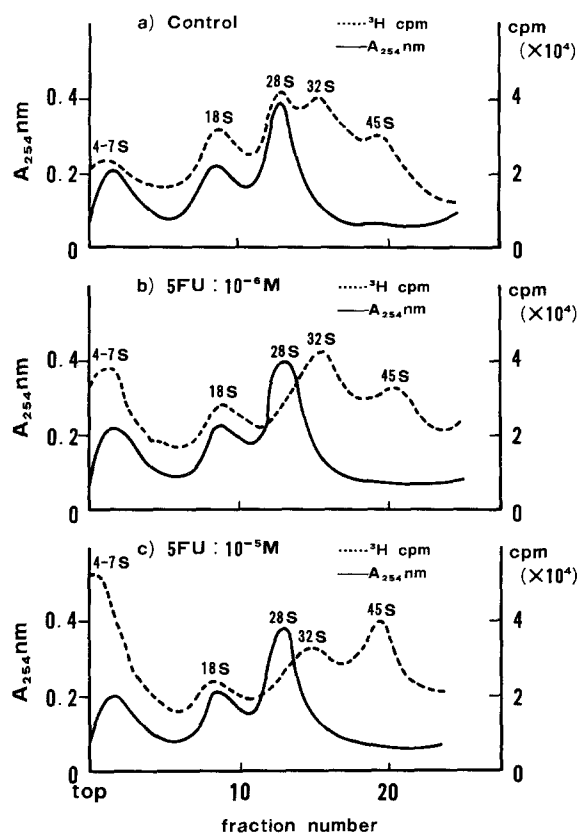 a) Control
³H cpm
A₂₅₄nm
cpm
(×10⁴)
A₂₅₄nm
0.4
0.2
0
4-7S
18S
28S
32S
45S
4
2
0
10
20
b) 5FU : 10⁻⁶M
³H cpm
A₂₅₄nm
cpm
(×10⁴)
A₂₅₄nm
0.4
0.2
0
4-7S
18S
28S
32S
45S
4
2
0
c) 5FU : 10⁻⁵M
³H cpm
A₂₅₄nm
cpm
(×10⁴)
A₂₅₄nm
0.4
0.2
0
4-7S
18S
28S
32S
45S
4
2
0
top
10
20
fraction number